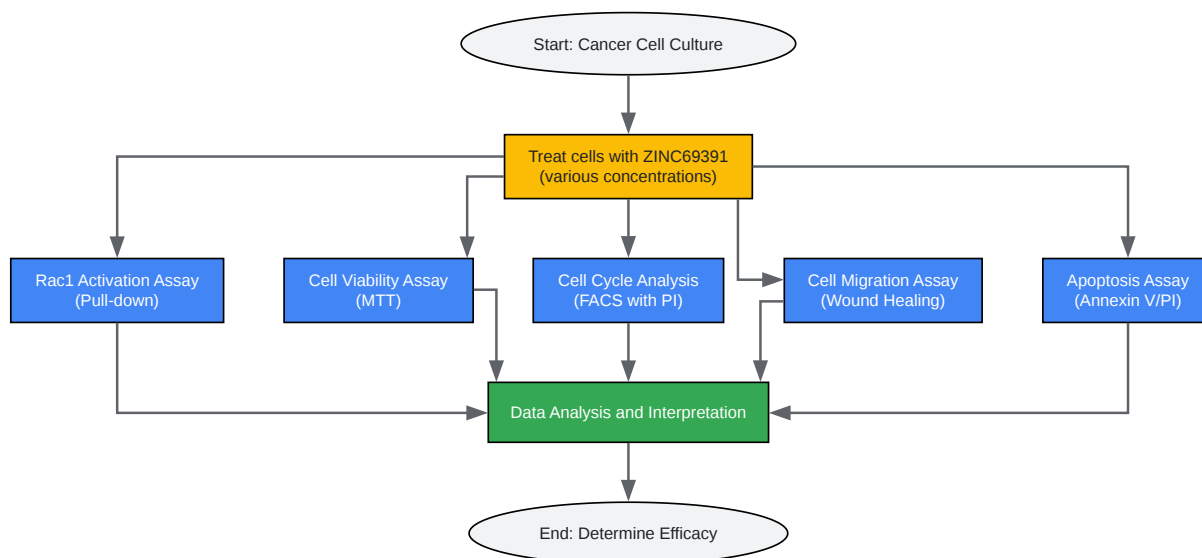 Start: Cancer Cell Culture
Treat cells with ZINC69391
(various concentrations)
Rac1 Activation Assay
(Pull-down)
Cell Viability Assay
(MTT)
Cell Cycle Analysis
(FACS with PI)
Cell Migration Assay
(Wound Healing)
Apoptosis Assay
(Annexin V/PI)
Data Analysis and Interpretation
End: Determine Efficacy